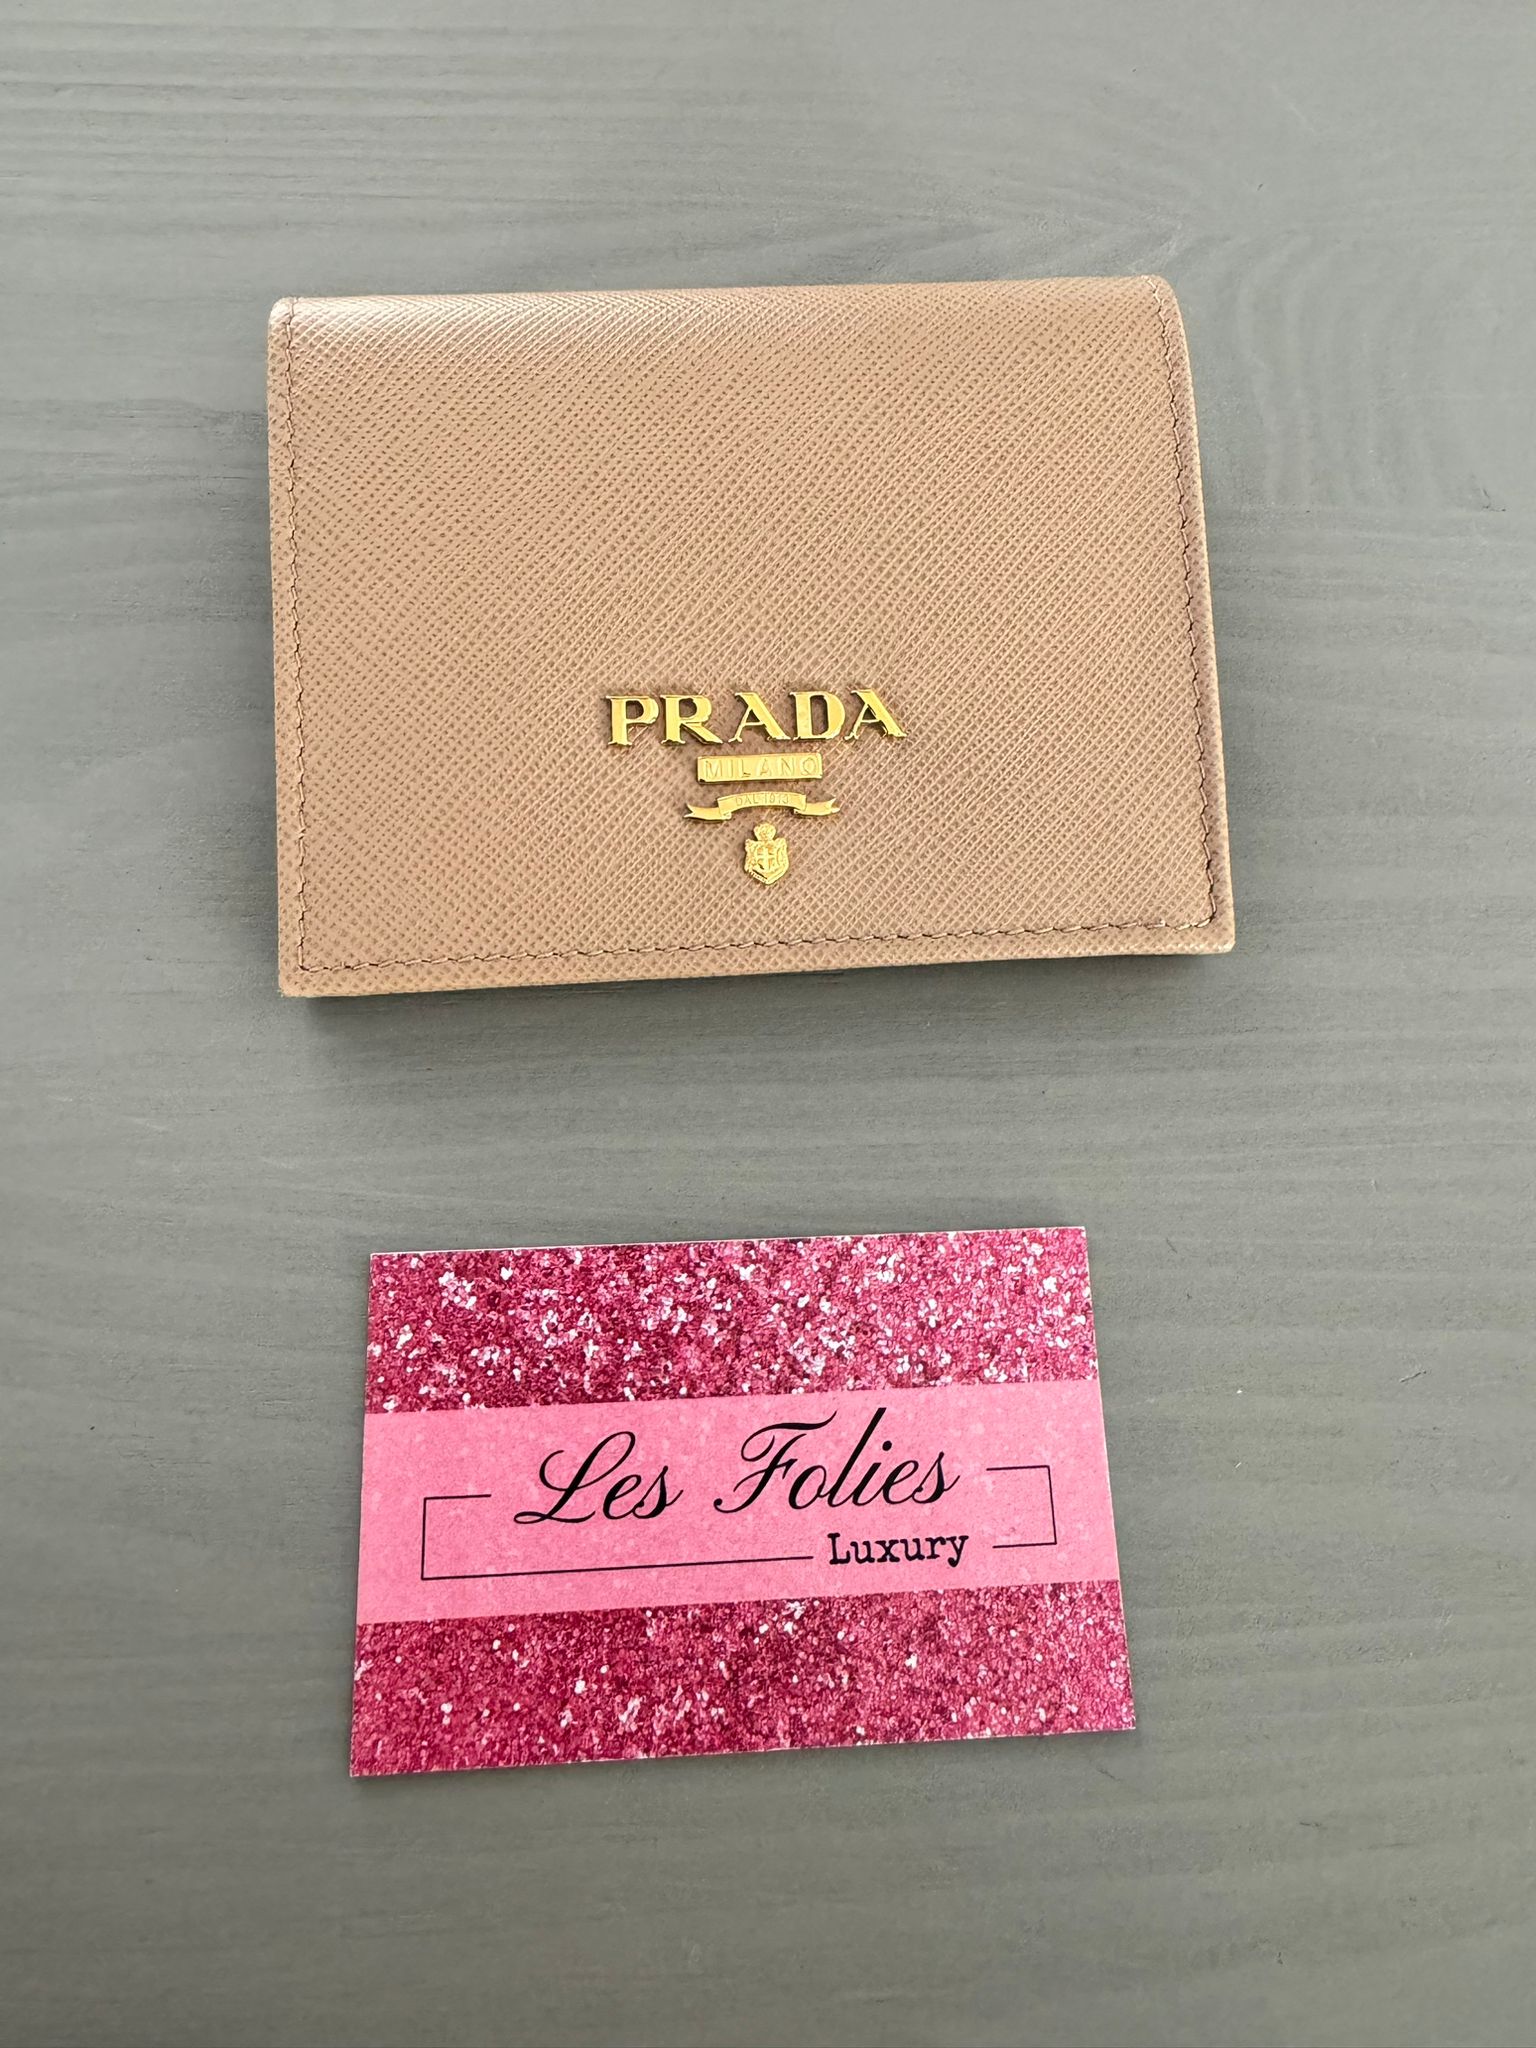 PRADA
MILANO
DAL 1913
Les Folies
Luxury